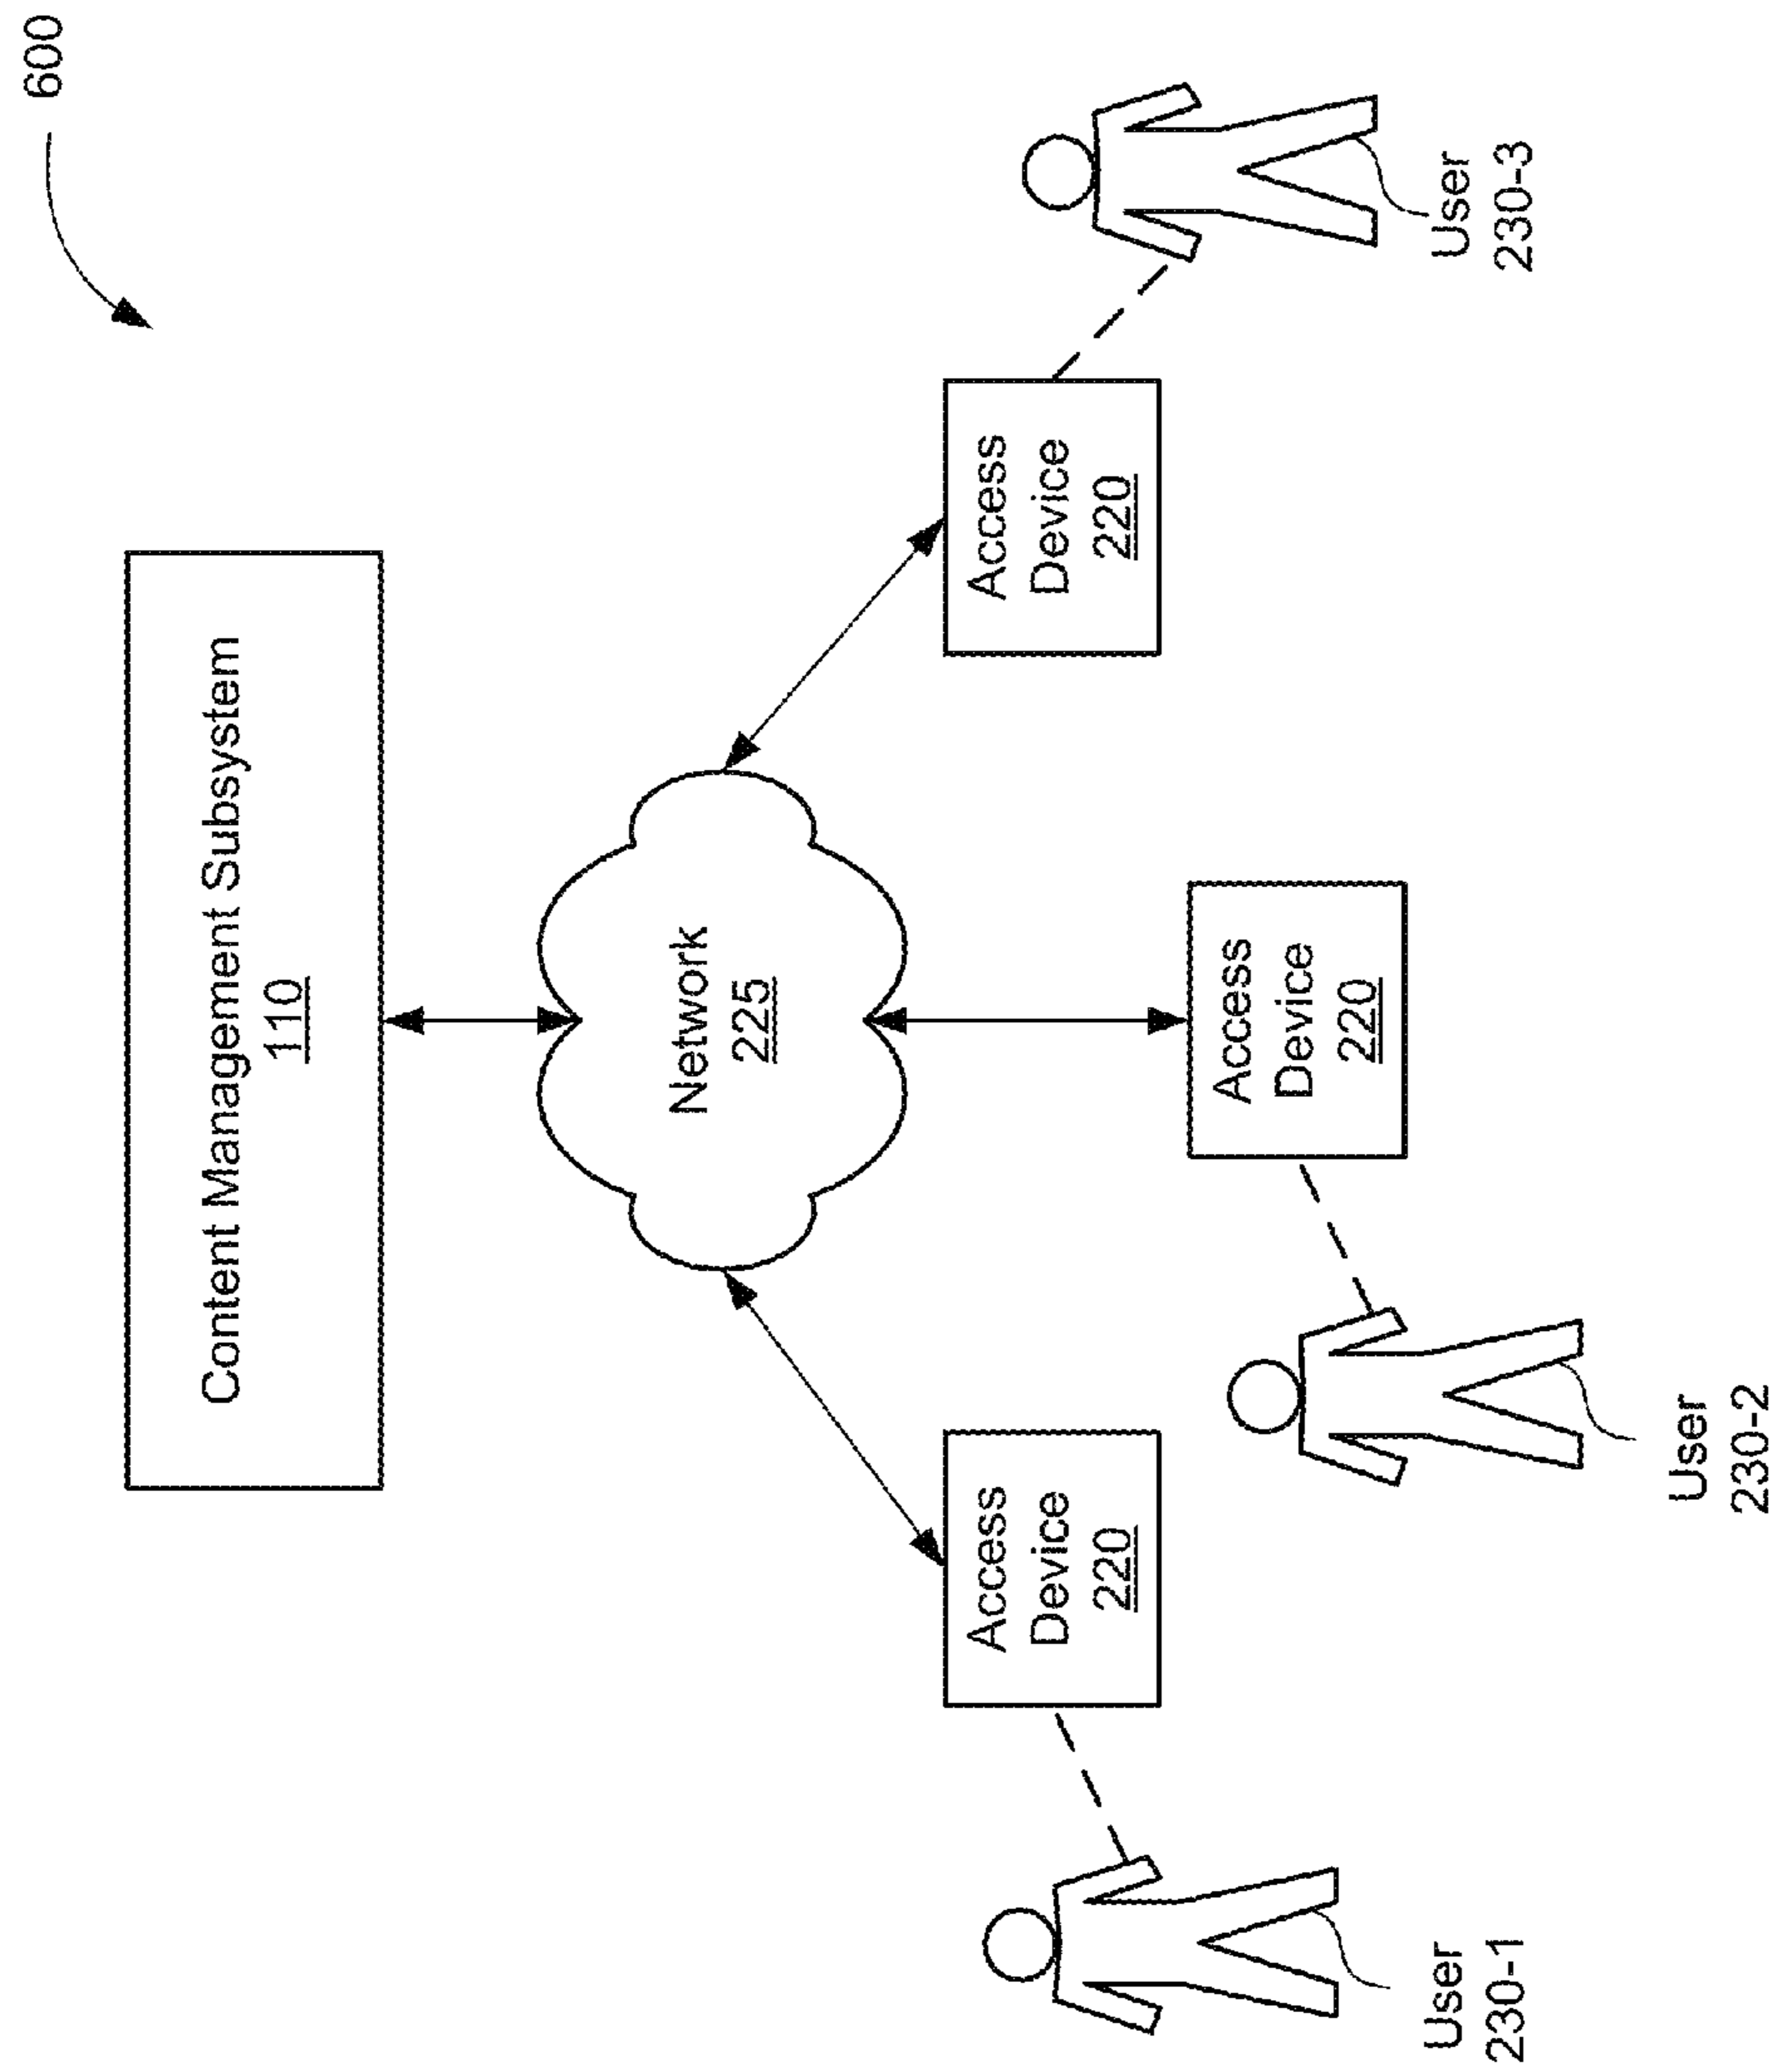 600
Content Management Subsystem
110
Network
225
Access
Device
220
Access
Device
220
Access
Device
220
User
230-1
User
230-2
User
230-3